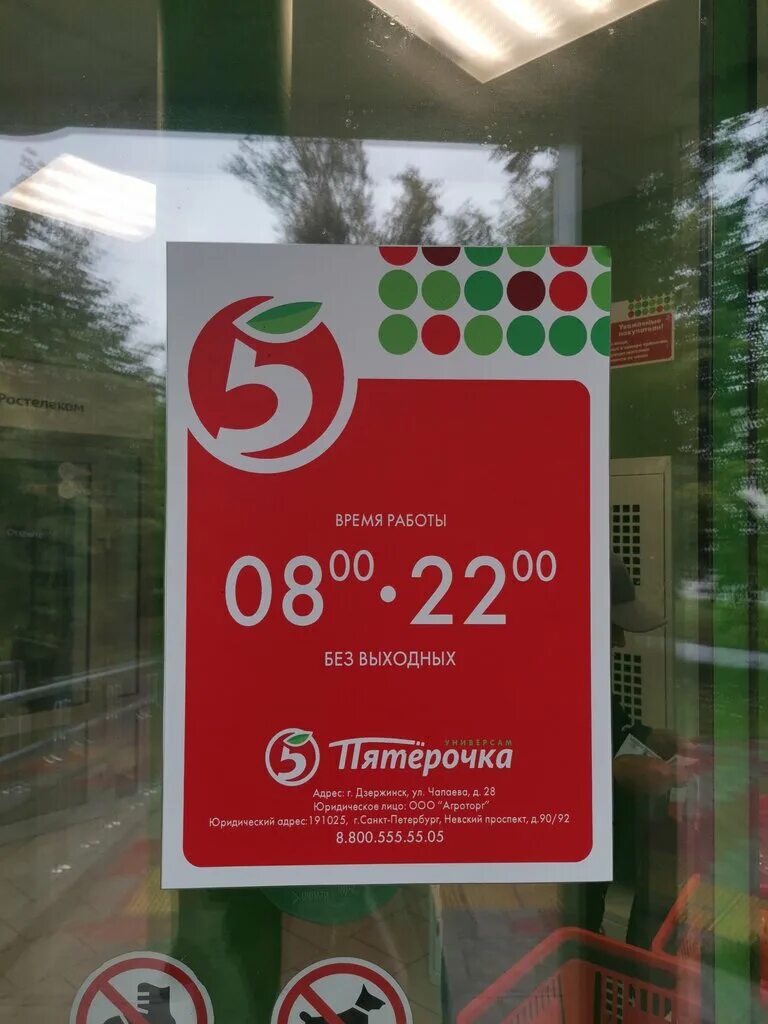 Уважаемые
покупатели!
Ростелеком
5
ВРЕМЯ РАБОТЫ
08⁰⁰·22⁰⁰
БЕЗ ВЫХОДНЫХ
УНИВЕРСАМ
5 Пятёрочка
Адрес: г. Дзержинск, ул. Чапаева, д. 28
Юридическое лицо: ООО "Агроторг"
Юридический адрес:191025, г.Санкт-Петербург, Невский проспект, д.90/92
8.800.555.55.05